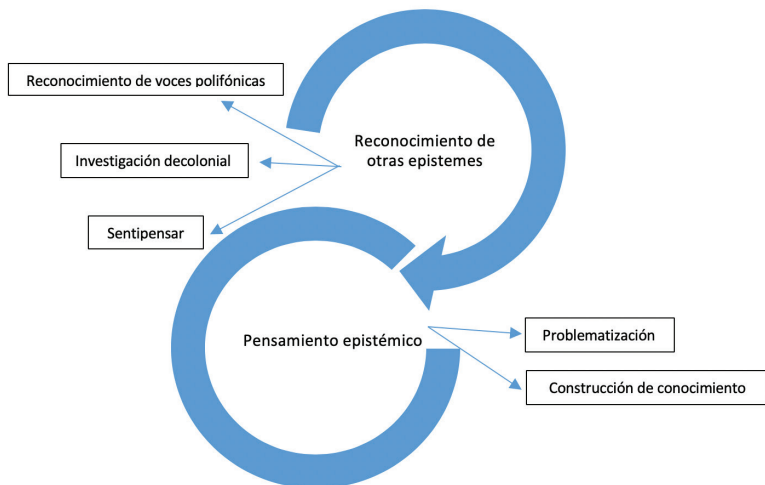 Reconocimiento de voces polifónicas
Reconocimiento de
otras epistemes
Investigación decolonial
Sentipensar
Pensamiento epistémico
Problematización
Construcción de conocimiento